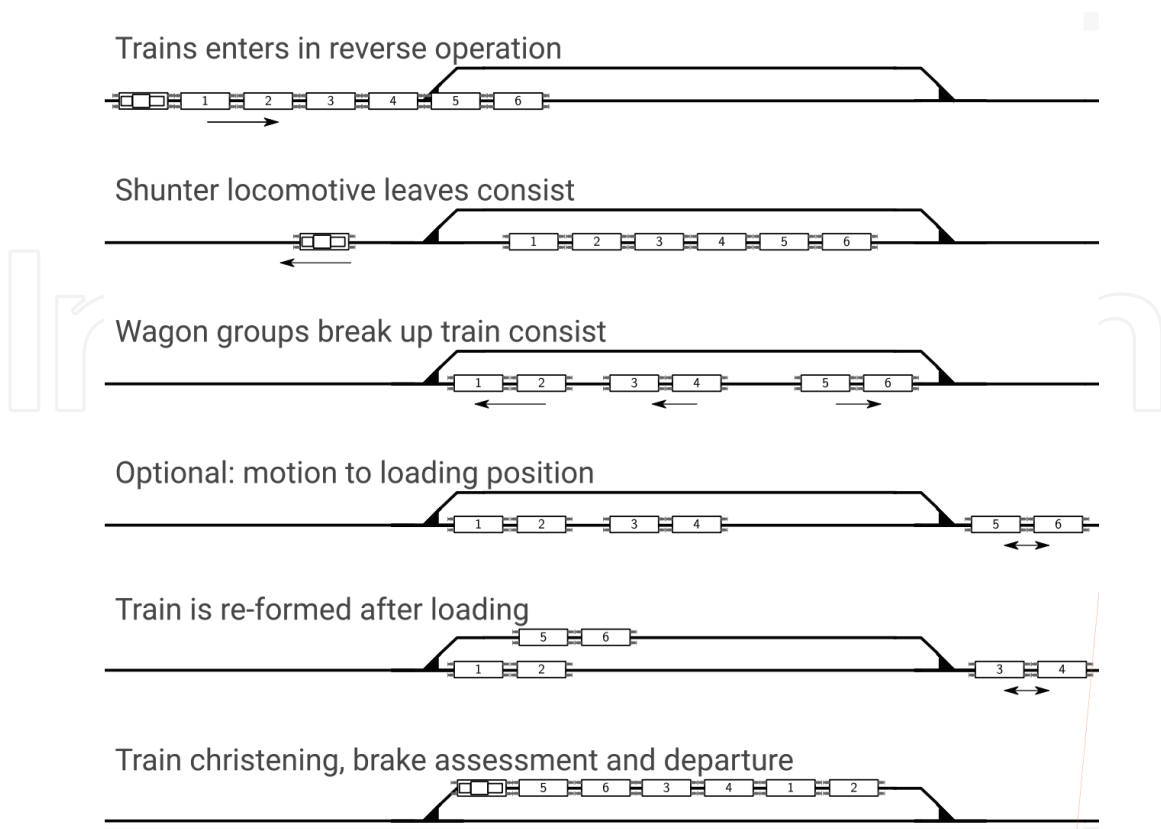 Trains enters in reverse operation
1 2 3 4 5 6
Shunter locomotive leaves consist
1 2 3 4 5 6
Wagon groups break up train consist
1 2 3 4 5 6
Optional: motion to loading position
1 2 3 4 5 6
Train is re-formed after loading
5 6
1 2 3 4
Train christening, brake assessment and departure
5 6 3 4 1 2